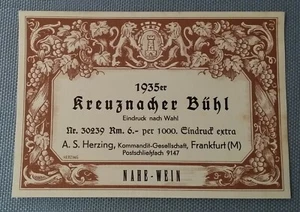 1935er
Kreuznacher Bühl
Eindruck nach Wahl
Nr. 30239 Rm. 6.- per 1000. Eindruck extra
A. S. Herzing, Kommandit-Gesellschaft, Frankfurt (M)
Postschließfach 9147
NAHE-WEIN